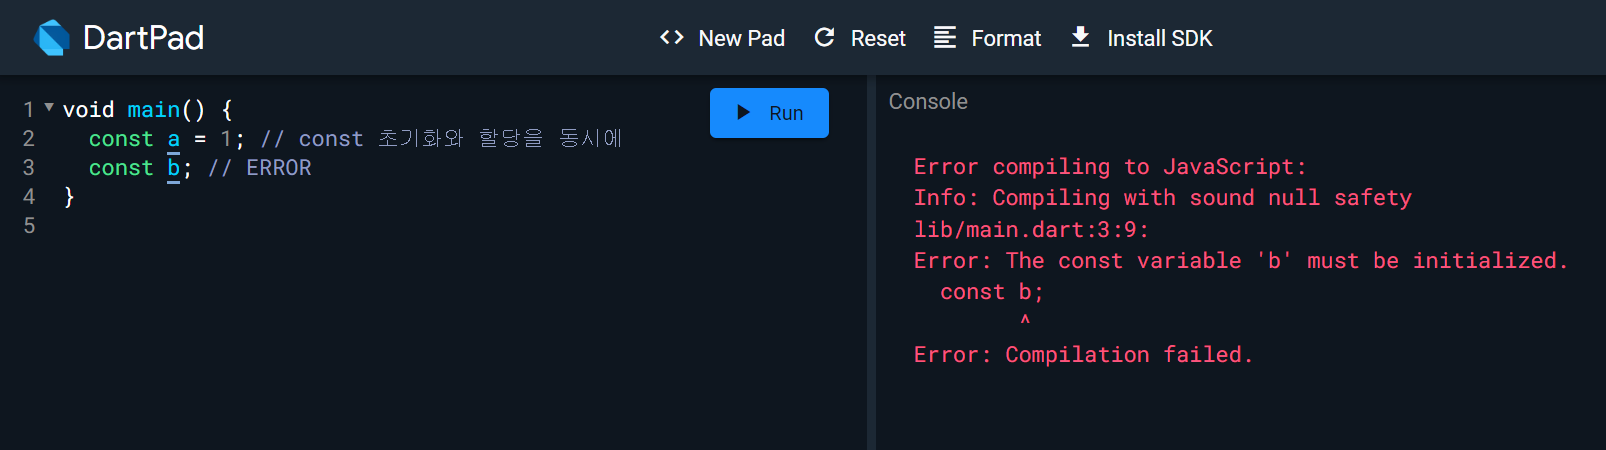 DartPad
New Pad Reset Format Install SDK
1 void main() {
2 const a = 1; // const 초기화와 할당을 동시에
3 const b; // ERROR
4 }
5
Run
Console
Error compiling to JavaScript:
Info: Compiling with sound null safety
lib/main.dart:3:9:
Error: The const variable 'b' must be initialized.
const b;
^
Error: Compilation failed.